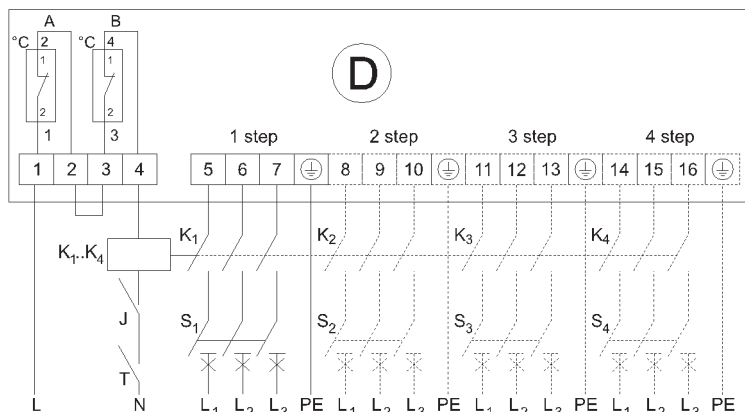 A B
°C 2 °C 4
D
1 1
2 2
1 3
1 step 2 step 3 step 4 step
1 2 3 4 5 6 7 8 9 10 11 12 13 14 15 16
K₁ K₂ K₃ K₄
K₁..K₄
J S₁ S₂ S₃ S₄
T
L N L₁ L₂ L₃ PE L₁ L₂ L₃ PE L₁ L₂ L₃ PE L₁ L₂ L₃ PE